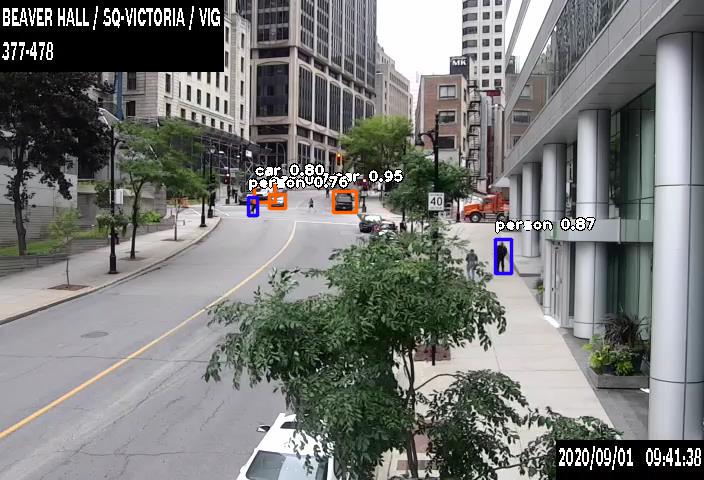 BEAVER HALL / SQ-VICTORIA / VIG
377-478
MK
car 0.80
person 0.76
car 0.95
40
person 0.87
2020/09/01 09:41:38